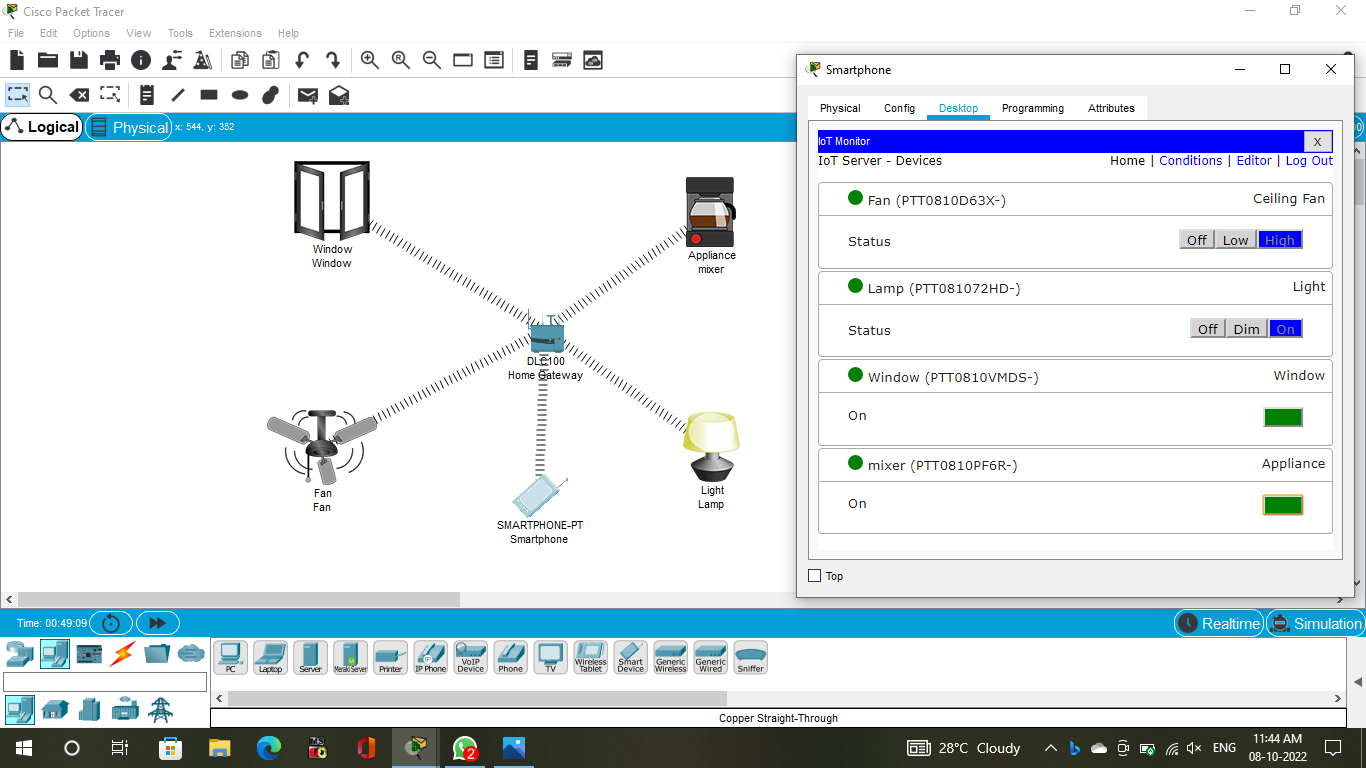 Cisco Packet Tracer
File Edit Options View Tools Extensions Help
Logical
Physical x: 544, y: 352
Window
Window
Appliance
mixer
DLC100
Home Gateway
Fan
Fan
Light
Lamp
SMARTPHONE-PT
Smartphone
Smartphone
Physical Config Desktop Programming Attributes
IoT Monitor X
IoT Server - Devices Home | Conditions | Editor | Log Out
Fan (PTT0810D63X-) Ceiling Fan
Status Off Low High
Lamp (PTT081072HD-) Light
Status Off Dim On
Window (PTT0810VMDS-) Window
On
mixer (PTT0810PF6R-) Appliance
On
Top
Time: 00:49:09 Realtime Simulation
PC Laptop Server Meraki Server Printer IP Phone VoIP Device Phone TV Wireless Tablet Smart Device Generic Wireless Generic Wired Sniffer
Copper Straight-Through
2 28°C Cloudy ENG 11:44 AM
08-10-2022